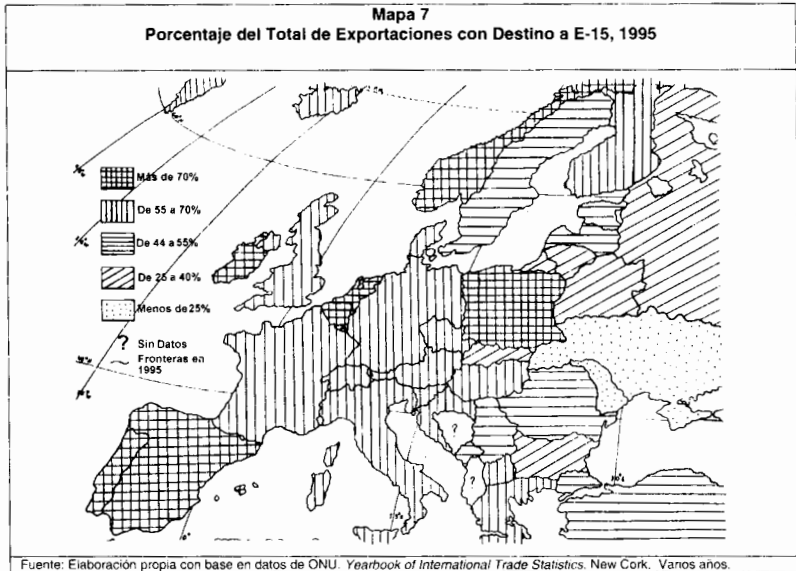 Mapa 7
Porcentaje del Total de Exportaciones con Destino a E-15, 1995
Más de 70%
De 55 a 70%
De 44 a 55%
De 25 a 40%
Menos de 25%
? Sin Datos
Fronteras en
1995
?
?
Fuente: Elaboración propia con base en datos de ONU. Yearbook of International Trade Statistics. New Cork. Varios años.